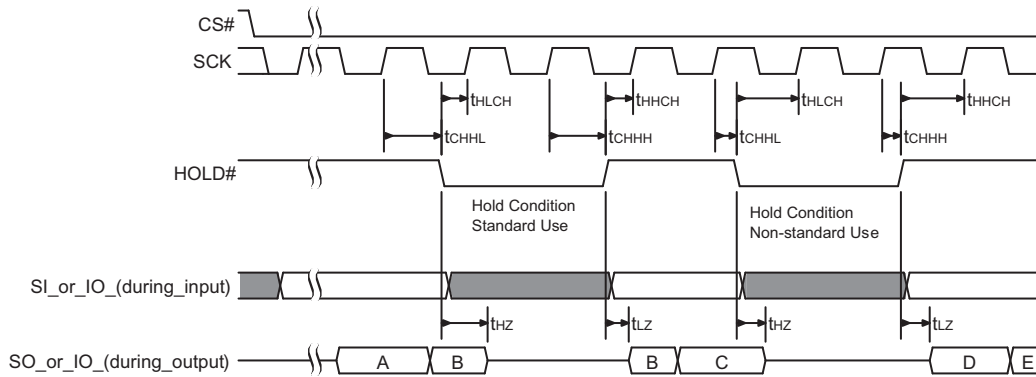 CS#
SCK
tHLCH tHHCH tHLCH tHHCH
tCHHL tCHHH tCHHL tCHHH
HOLD#
Hold Condition
Standard Use
Hold Condition
Non-standard Use
SI_or_IO_(during_input)
tHZ tLZ tHZ tLZ
SO_or_IO_(during_output)
A B B C D E